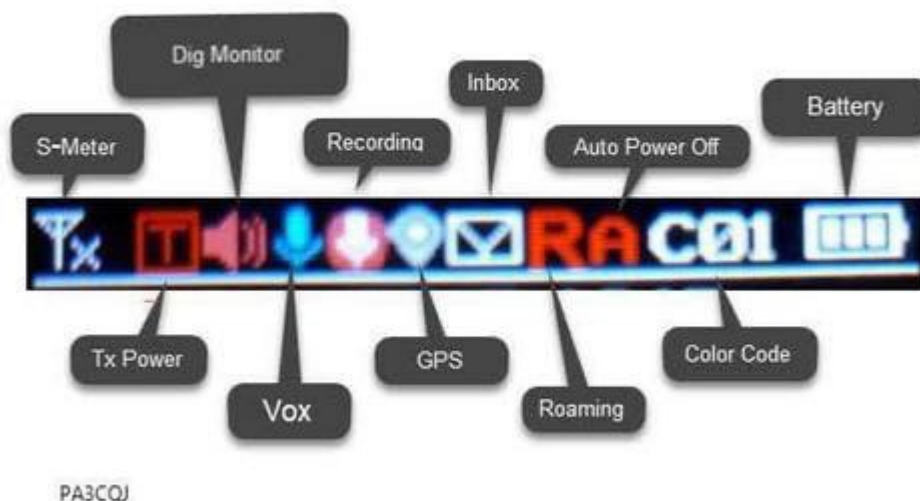 Dig Monitor
Inbox
Battery
S-Meter
Recording
Auto Power Off
T
RA
C01
Tx Power
GPS
Color Code
Vox
Roaming
PA3CQJ